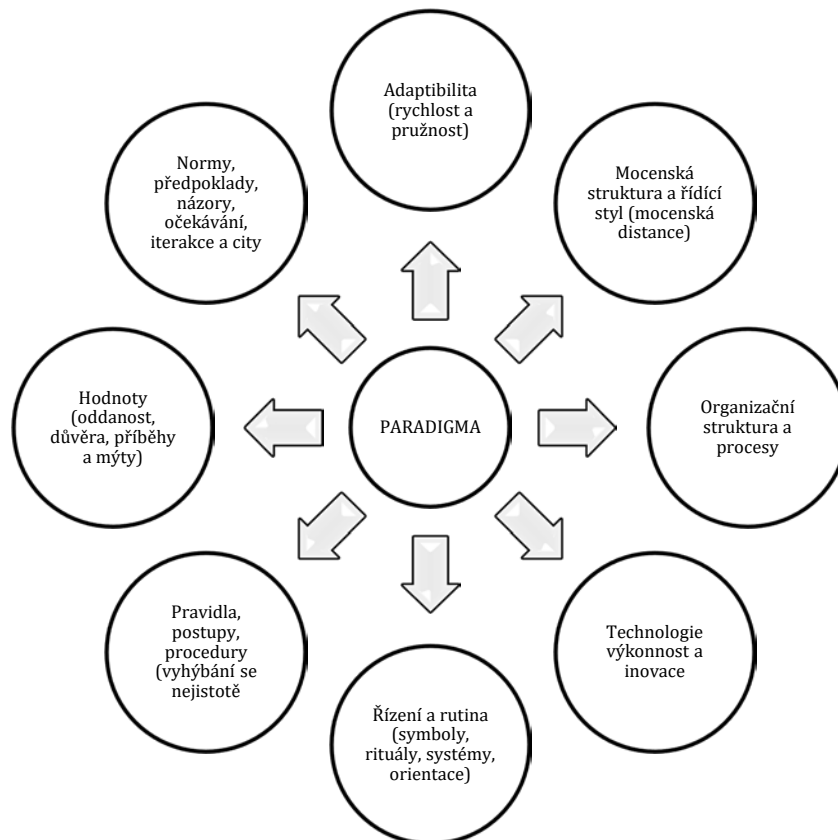 Adaptibilita
(rychlost a
pružnost)
Mocenská
struktura a řídící
styl (mocenská
distance)
Organizační
struktura a
procesy
Technologie
výkonnost a
inovace
Řízení a rutina
(symboly,
rituály, systémy,
orientace)
Pravidla,
postupy,
procedury
(vyhýbání se
nejistotě
Hodnoty
(oddanost,
důvěra, příběhy
a mýty)
Normy,
předpoklady,
názory,
očekávání,
iterakce a city
PARADIGMA